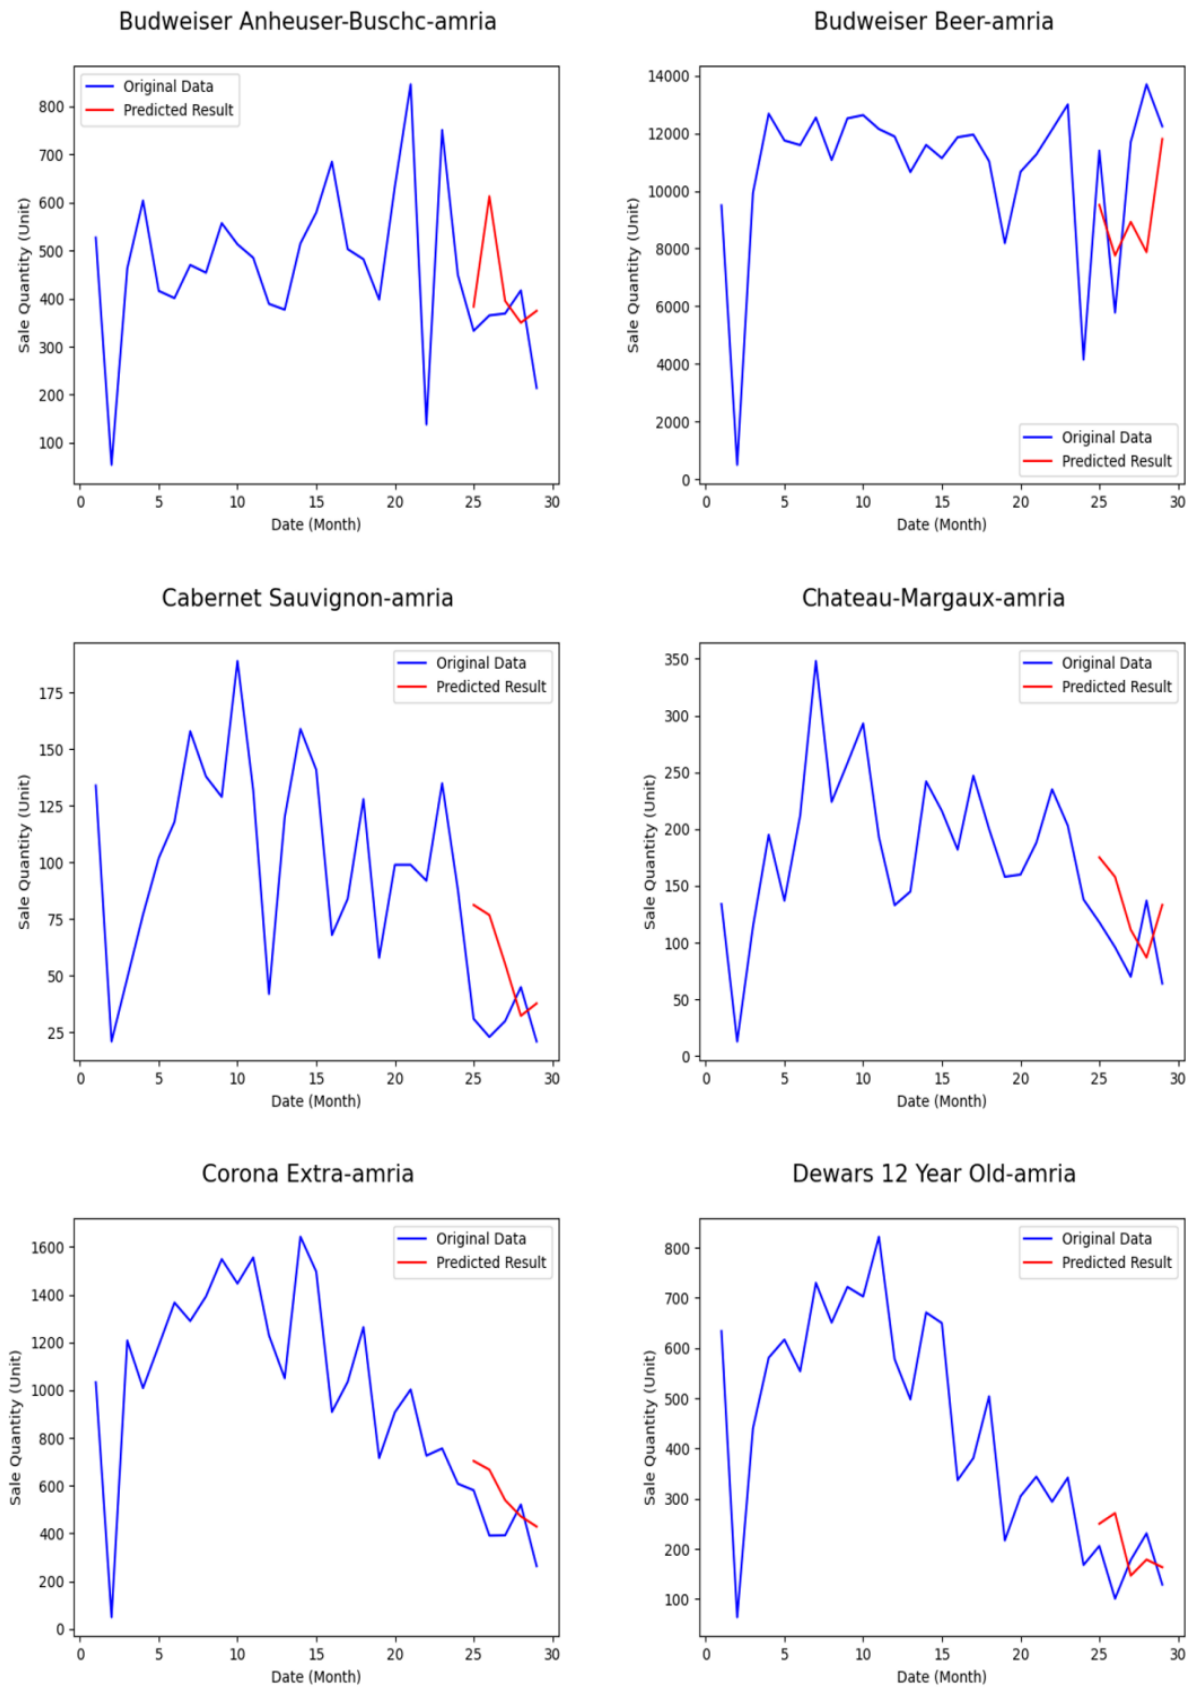 Budweiser Anheuser-Buschc-amria
Original Data
Predicted Result
800
700
600
500
400
300
200
100
Sale Quantity (Unit)
0 5 10 15 20 25 30
Date (Month)
Budweiser Beer-amria
14000
12000
10000
8000
6000
4000
2000
0
Sale Quantity (Unit)
Original Data
Predicted Result
0 5 10 15 20 25 30
Date (Month)
Cabernet Sauvignon-amria
Original Data
Predicted Result
175
150
125
100
75
50
25
Sale Quantity (Unit)
0 5 10 15 20 25 30
Date (Month)
Chateau-Margaux-amria
Original Data
Predicted Result
350
300
250
200
150
100
50
0
Sale Quantity (Unit)
0 5 10 15 20 25 30
Date (Month)
Corona Extra-amria
Original Data
Predicted Result
1600
1400
1200
1000
800
600
400
200
0
Sale Quantity (Unit)
0 5 10 15 20 25 30
Date (Month)
Dewars 12 Year Old-amria
Original Data
Predicted Result
800
700
600
500
400
300
200
100
Sale Quantity (Unit)
0 5 10 15 20 25 30
Date (Month)